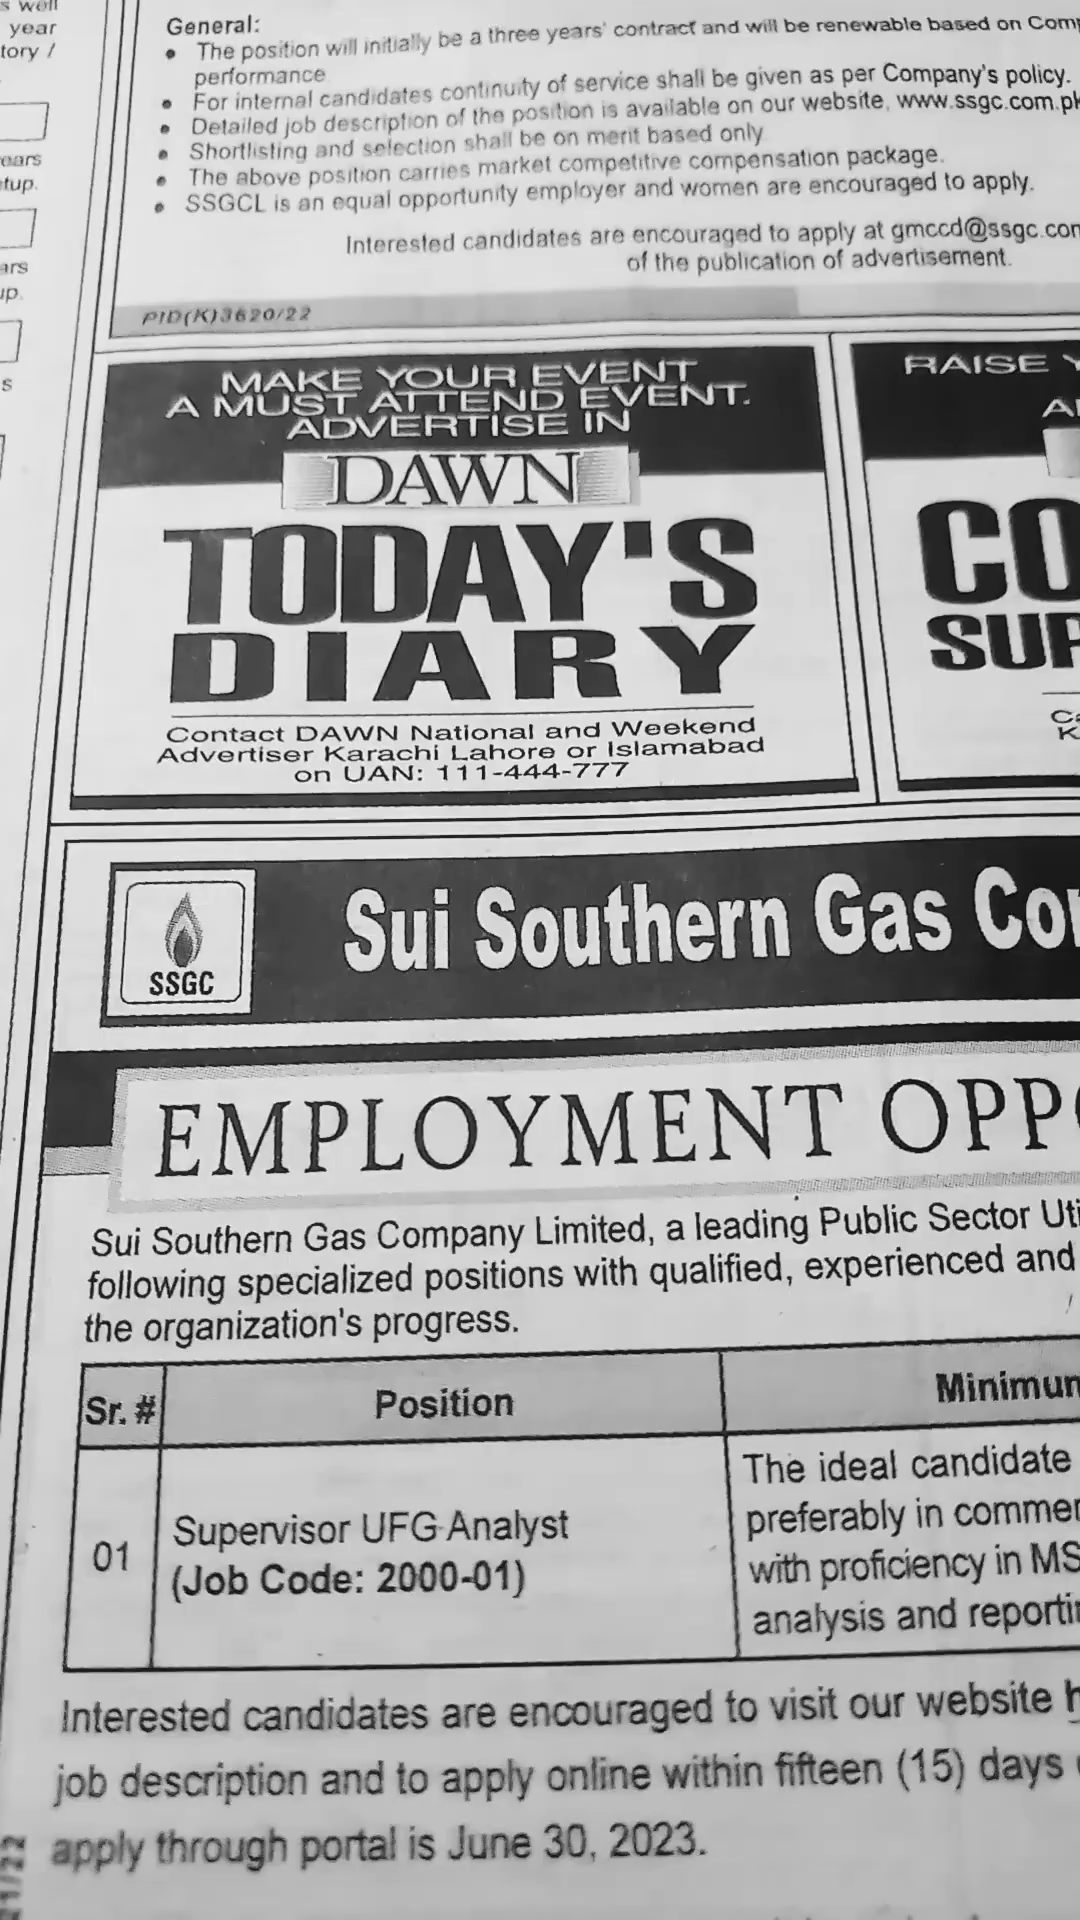 s well
year
tory /
ears
tup.
ars
up.
s
General:
• The position will initially be a three years' contract and will be renewable based on Comp
performance
• For internal candidates continuity of service shall be given as per Company's policy.
• Detailed job description of the position is available on our website, www.ssgc.com.pk
• Shortlisting and selection shall be on merit based only
• The above position carries market competitive compensation package.
• SSGCL is an equal opportunity employer and women are encouraged to apply.
Interested candidates are encouraged to apply at gmccd@ssgc.com
of the publication of advertisement.
PID(K)3620/22
MAKE YOUR EVENT
A MUST ATTEND EVENT.
ADVERTISE IN
DAWN
TODAY'S
DIARY
Contact DAWN National and Weekend
Advertiser Karachi Lahore or Islamabad
on UAN: 111-444-777
RAISE Y
A
CO
SUP
Ca
K
SSGC
Sui Southern Gas Co
EMPLOYMENT OPPO
Sui Southern Gas Company Limited, a leading Public Sector Uti
following specialized positions with qualified, experienced and
the organization's progress.
Sr. #
Position
Minimum
01
Supervisor UFG Analyst
(Job Code: 2000-01)
The ideal candidate
preferably in commer
with proficiency in MS
analysis and reporti
Interested candidates are encouraged to visit our website h
job description and to apply online within fifteen (15) days
apply through portal is June 30, 2023.
21/22